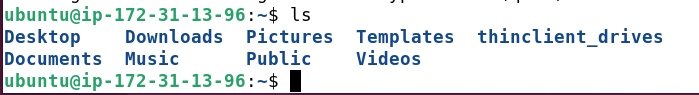 ubuntu@ip-172-31-13-96:~$ ls
Desktop Downloads Pictures Templates thinclient_drives
Documents Music Public Videos
ubuntu@ip-172-31-13-96:~$